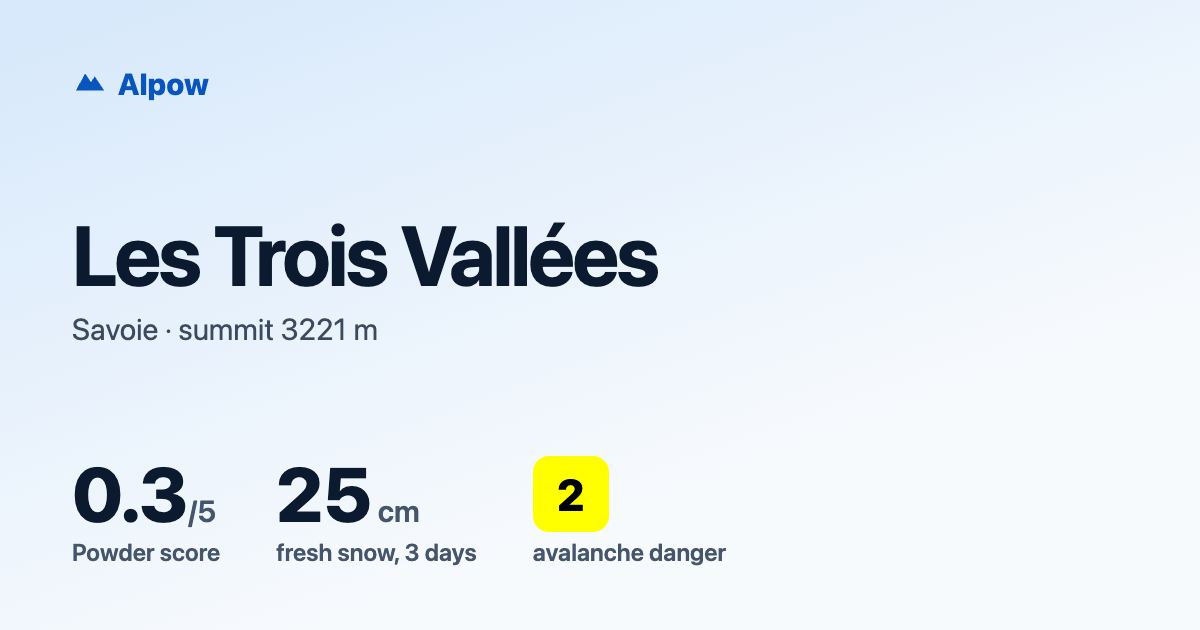 Alpow
Les Trois Vallées
Savoie · summit 3221 m
0.3/5
25 cm
2
Powder score
fresh snow, 3 days
avalanche danger